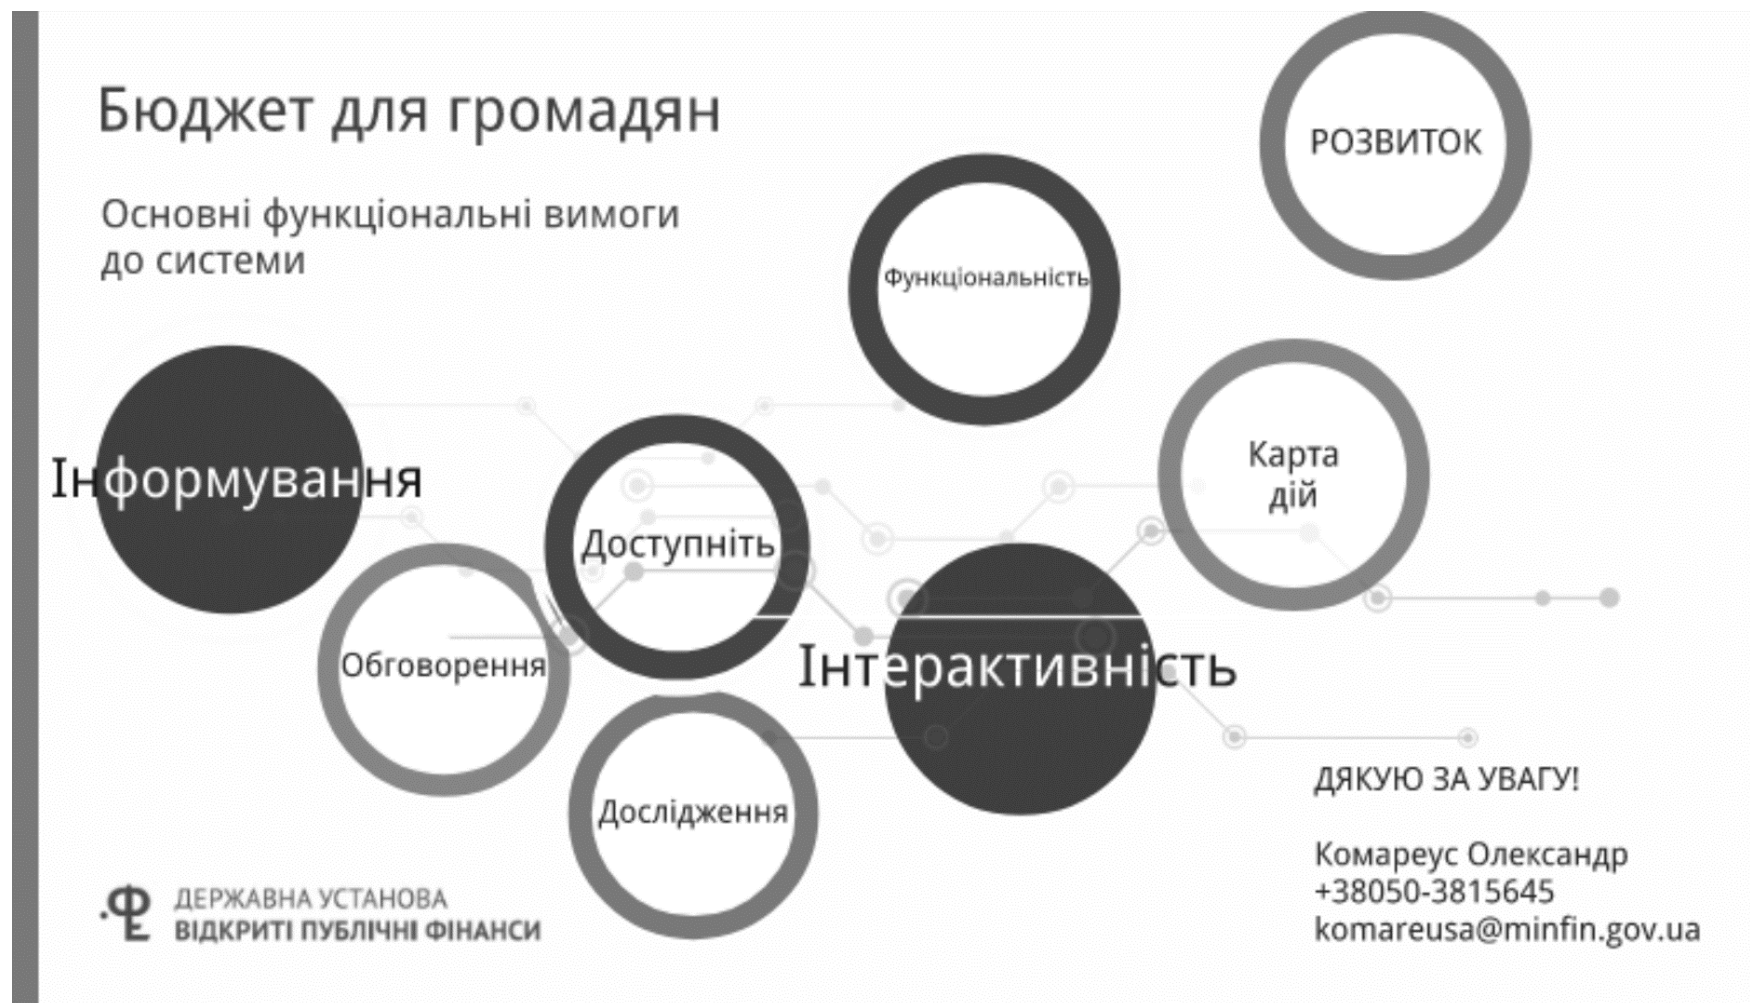 Бюджет для громадян
Основні функціональні вимоги
до системи
РОЗВИТОК
Функціональність
Інформування
Карта
дій
Доступніть
Обговорення
Інтерактивність
Дослідження
ДЯКУЮ ЗА УВАГУ!
Комареус Олександр
+38050-3815645
komareusa@minfin.gov.ua
ДЕРЖАВНА УСТАНОВА
ВІДКРИТІ ПУБЛІЧНІ ФІНАНСИ